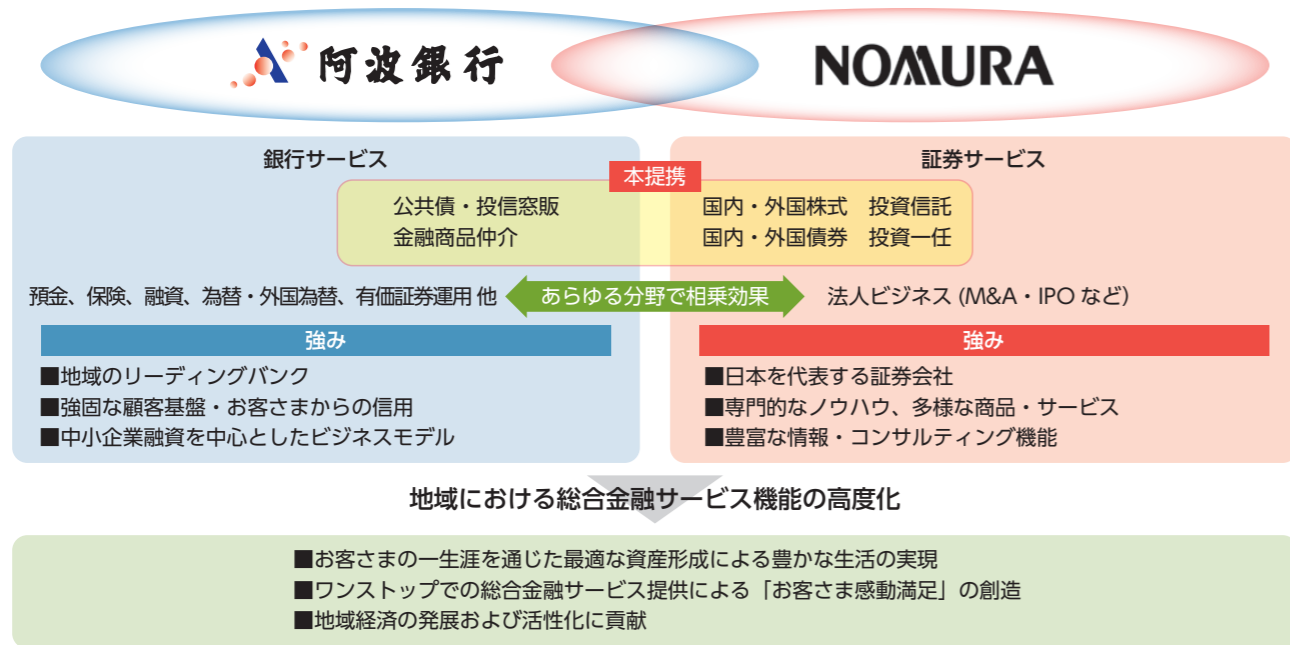 阿波銀行
NOMURA
銀行サービス
証券サービス
本提携
公共債・投信窓販
金融商品仲介
国内・外国株式　投資信託
国内・外国債券　投資一任
預金、保険、融資、為替・外国為替、有価証券運用 他
あらゆる分野で相乗効果
法人ビジネス (M&A・IPO など)
強み
■地域のリーディングバンク
■強固な顧客基盤・お客さまからの信用
■中小企業融資を中心としたビジネスモデル
強み
■日本を代表する証券会社
■専門的なノウハウ、多様な商品・サービス
■豊富な情報・コンサルティング機能
地域における総合金融サービス機能の高度化
■お客さまの一生涯を通じた最適な資産形成による豊かな生活の実現
■ワンストップでの総合金融サービス提供による「お客さま感動満足」の創造
■地域経済の発展および活性化に貢献